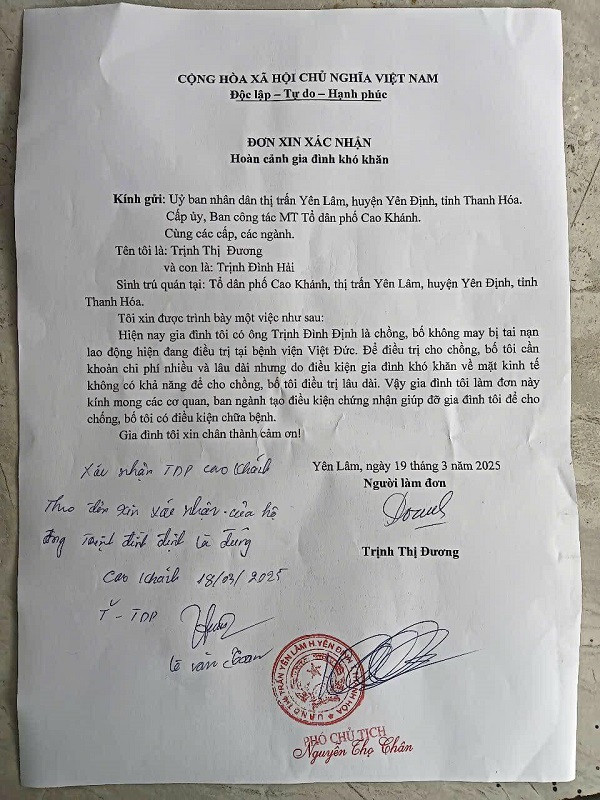 CỘNG HÒA XÃ HỘI CHỦ NGHĨA VIỆT NAM
Độc lập – Tự do – Hạnh phúc
ĐƠN XIN XÁC NHẬN
Hoàn cảnh gia đình khó khăn
Kính gửi: Uỷ ban nhân dân thị trấn Yên Lâm, huyện Yên Định, tỉnh Thanh Hóa.
Cấp ủy, Ban công tác MT Tổ dân phố Cao Khánh.
Cùng các cấp, các ngành.
Tên tôi là: Trịnh Thị Đương
và con là: Trịnh Đình Hải
Sinh trú quán tại: Tổ dân phố Cao Khánh, thị trấn Yên Lâm, huyện Yên Định, tỉnh
Thanh Hóa.
Tôi xin được trình bày một việc như sau:
Hiện nay gia đình tôi có ông Trịnh Đình Định là chồng, bố không may bị tai nạn
lao động hiện đang điều trị tại bệnh viện Việt Đức. Để điều trị cho chồng, bố tôi cần
khoản chi phí nhiều và lâu dài nhưng do điều kiện gia đình khó khăn về mặt kinh tế
không có khả năng để cho chồng, bố tôi điều trị lâu dài. Vậy gia đình tôi làm đơn này
kính mong các cơ quan, ban ngành tạo điều kiện chứng nhận giúp đỡ gia đình tôi để cho
chống, bố tôi có điều kiện chữa bệnh.
Gia đình tôi xin chân thành cảm ơn!
Yên Lâm, ngày 19 tháng 3 năm 2025
Người làm đơn
Trịnh Thị Đương
Xác nhận TDP Cao Khánh
Theo đơn xin xác nhận của hộ
ông Trịnh đình định là đúng
Cao Khánh 18/03/2025
TT - TDP
Lê văn
U.B.N.D THỊ TRẤN YÊN LÂM H.YÊN ĐỊNH T.THANH HÓA
PHÓ CHỦ TỊCH
Nguyễn Thọ Chân